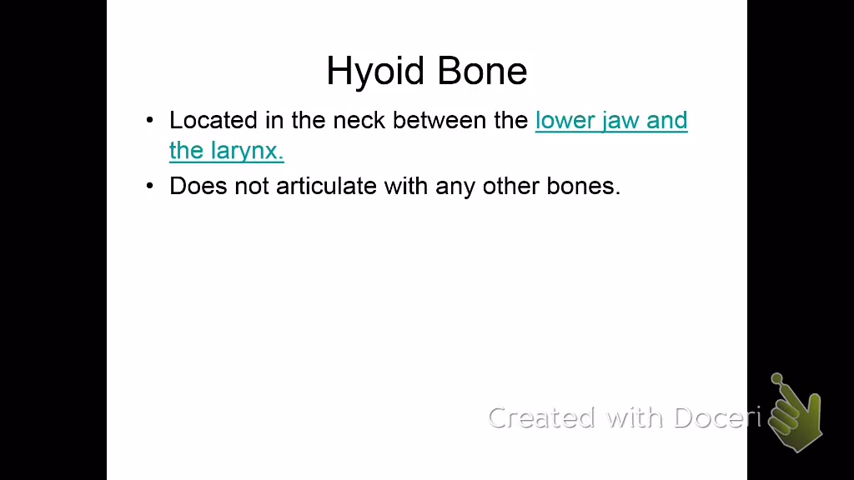 Hyoid Bone
• Located in the neck between the lower jaw and
the larynx.
• Does not articulate with any other bones.
Created with Doceri